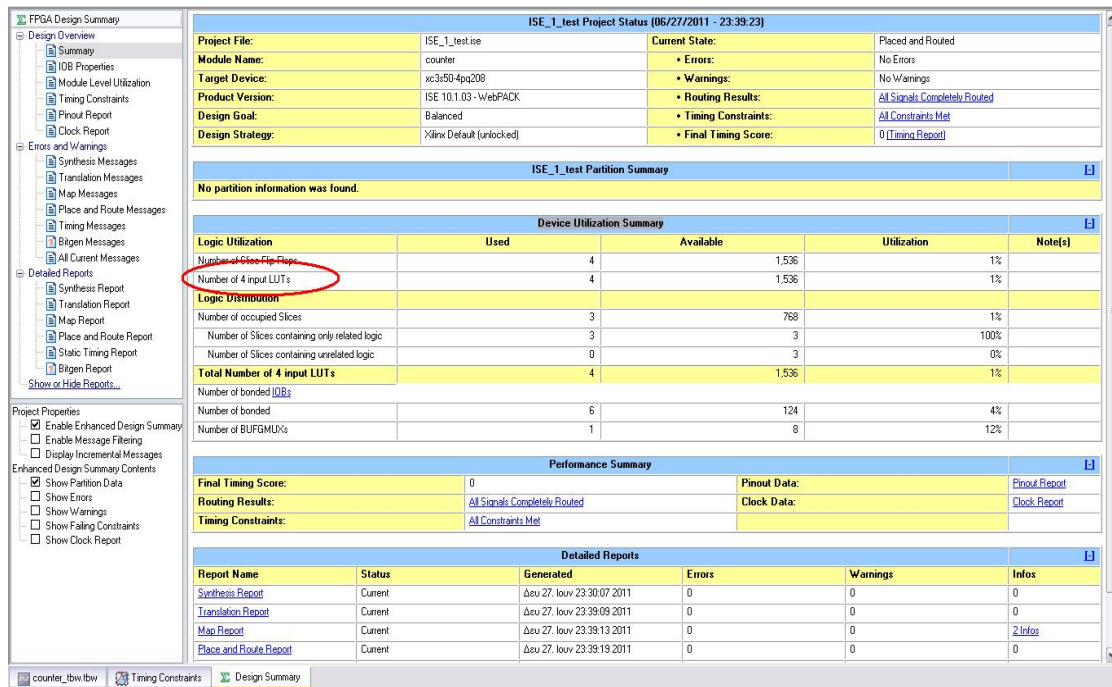 FPGA Design Summary
Design Overview
Summary
IOB Properties
Module Level Utilization
Timing Constraints
Pinout Report
Clock Report
Errors and Warnings
Synthesis Messages
Translation Messages
Map Messages
Place and Route Messages
Timing Messages
Bitgen Messages
All Current Messages
Detailed Reports
Synthesis Report
Translation Report
Map Report
Place and Route Report
Static Timing Report
Bitgen Report
Show or Hide Reports...
Project Properties
Enable Enhanced Design Summary
Enable Message Filtering
Display Incremental Messages
Enhanced Design Summary Contents
Show Partition Data
Show Errors
Show Warnings
Show Failing Constraints
Show Clock Report
ISE_1_test Project Status (06/27/2011 - 23:39:23)
Project File: ISE_1_test.ise Current State: Placed and Routed
Module Name: counter • Errors: No Errors
Target Device: xc3s50-4pq208 • Warnings: No Warnings
Product Version: ISE 10.1.03 - WebPACK • Routing Results: All Signals Completely Routed
Design Goal: Balanced • Timing Constraints: All Constraints Met
Design Strategy: Xilinx Default (unlocked) • Final Timing Score: 0 (Timing Report)
ISE_1_test Partition Summary [-]
No partition information was found.
Device Utilization Summary [-]
Logic Utilization Used Available Utilization Note(s)
Number of Slice Flip Flops 4 1,536 1%
Number of 4 input LUTs 4 1,536 1%
Logic Distribution
Number of occupied Slices 3 768 1%
Number of Slices containing only related logic 3 3 100%
Number of Slices containing unrelated logic 0 3 0%
Total Number of 4 input LUTs 4 1,536 1%
Number of bonded IOBs
Number of bonded 6 124 4%
Number of BUFGMUXs 1 8 12%
Performance Summary [-]
Final Timing Score: 0 Pinout Data: Pinout Report
Routing Results: All Signals Completely Routed Clock Data: Clock Report
Timing Constraints: All Constraints Met
Detailed Reports [-]
Report Name Status Generated Errors Warnings Infos
Synthesis Report Current Δευ 27. Ιουν 23:30:07 2011 0 0 0
Translation Report Current Δευ 27. Ιουν 23:39:09 2011 0 0 0
Map Report Current Δευ 27. Ιουν 23:39:13 2011 0 0 2 Infos
Place and Route Report Current Δευ 27. Ιουν 23:39:19 2011 0 0 0
counter_tbw.tbw Timing Constraints Design Summary